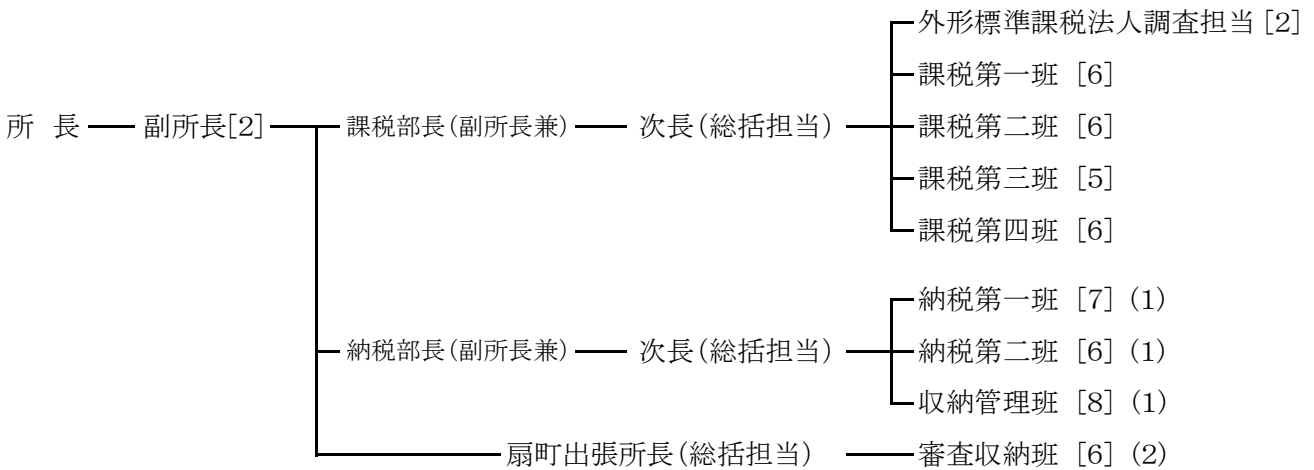 外形標準課税法人調査担当 [2]
課税第一班 [6]
所 長 副所長[2] 課税部長(副所長兼) 次長(総括担当) 課税第二班 [6]
課税第三班 [5]
課税第四班 [6]
納税第一班 [7] (1)
納税部長(副所長兼) 次長(総括担当) 納税第二班 [6] (1)
収納管理班 [8] (1)
扇町出張所長(総括担当) 審査収納班 [6] (2)